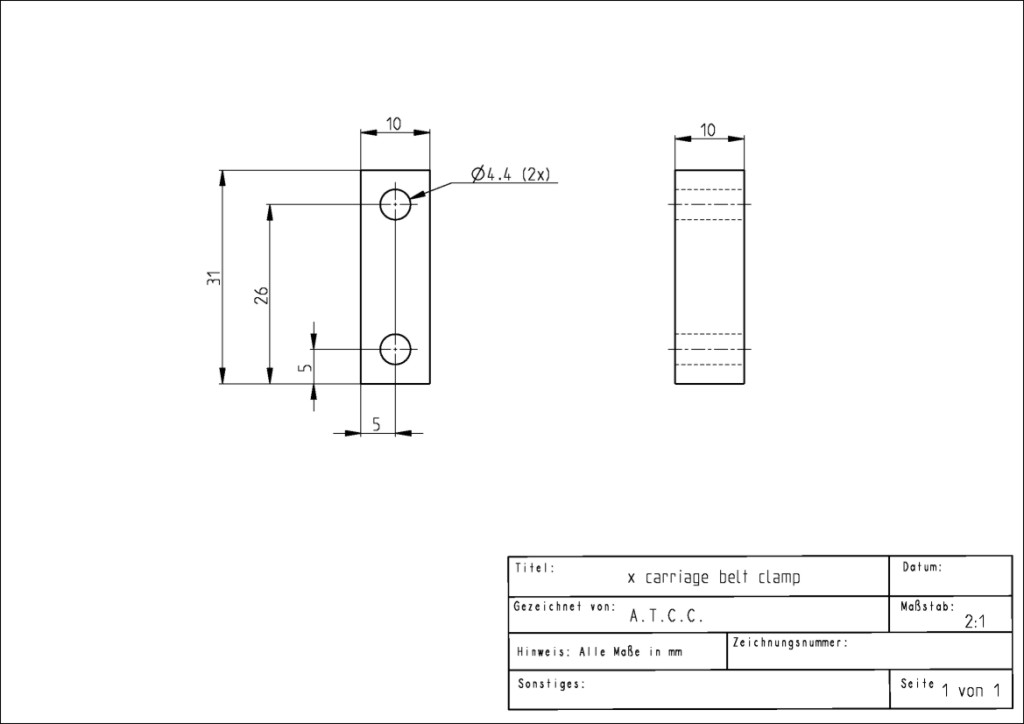 10
10
Ø4.4 (2x)
31
26
5
5
Titel:
x carriage belt clamp
Datum:
Gezeichnet von:
A.T.C.C.
Maßstab:
2:1
Hinweis: Alle Maße in mm
Zeichnungsnummer:
Sonstiges:
Seite
1 von 1